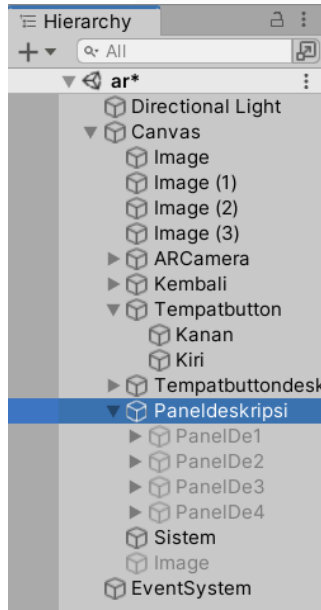 Hierarchy
All
ar*
Directional Light
Canvas
Image
Image (1)
Image (2)
Image (3)
ARCamera
Kembali
Tempatbutton
Kanan
Kiri
Tempatbuttondesk
Paneldeskripsi
PanelDe1
PanelDe2
PanelDe3
PanelDe4
Sistem
Image
EventSystem